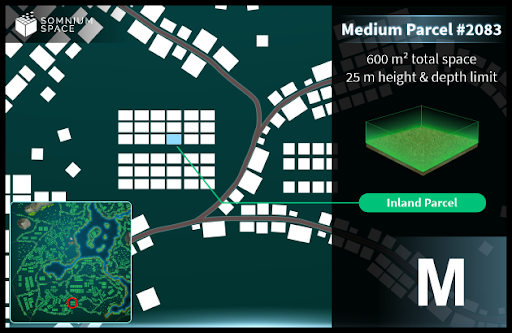 SOMNIUM
SPACE
Medium Parcel #2083
600 m² total space
25 m height & depth limit
Inland Parcel
M